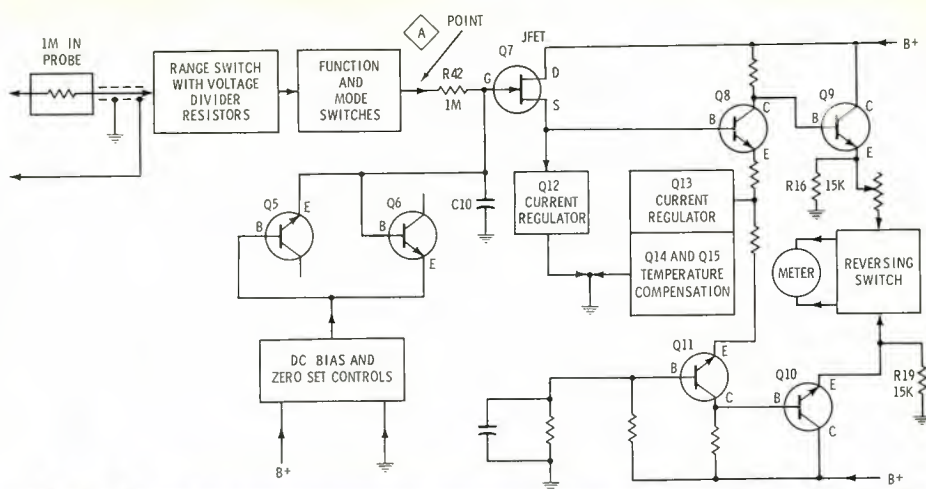 1M IN
PROBE
RANGE SWITCH
WITH VOLTAGE
DIVIDER
RESISTORS
FUNCTION
AND
MODE
SWITCHES
A
POINT
R42
1M
Q7
JFET
G
D
S
B+
Q8
B
C
E
Q9
B
C
E
Q5
E
B
Q6
B
E
C10
Q12
CURRENT
REGULATOR
Q13
CURRENT
REGULATOR
Q14 AND Q15
TEMPERATURE
COMPENSATION
R16
15K
METER
REVERSING
SWITCH
DC BIAS AND
ZERO SET CONTROLS
B+
Q11
B
E
C
Q10
B
E
C
R19
15K
B+